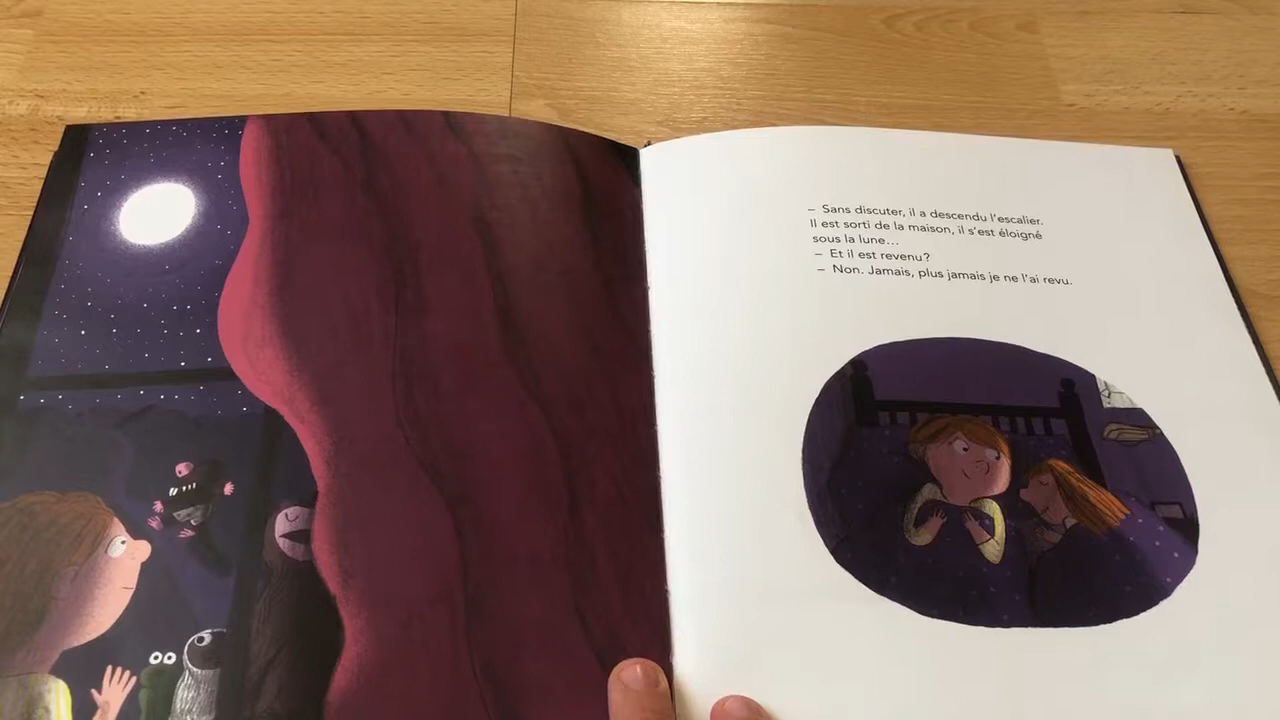 – Sans discuter, il a descendu l'escalier.
Il est sorti de la maison, il s'est éloigné
sous la lune...
– Et il est revenu?
– Non. Jamais, plus jamais je ne l'ai revu.